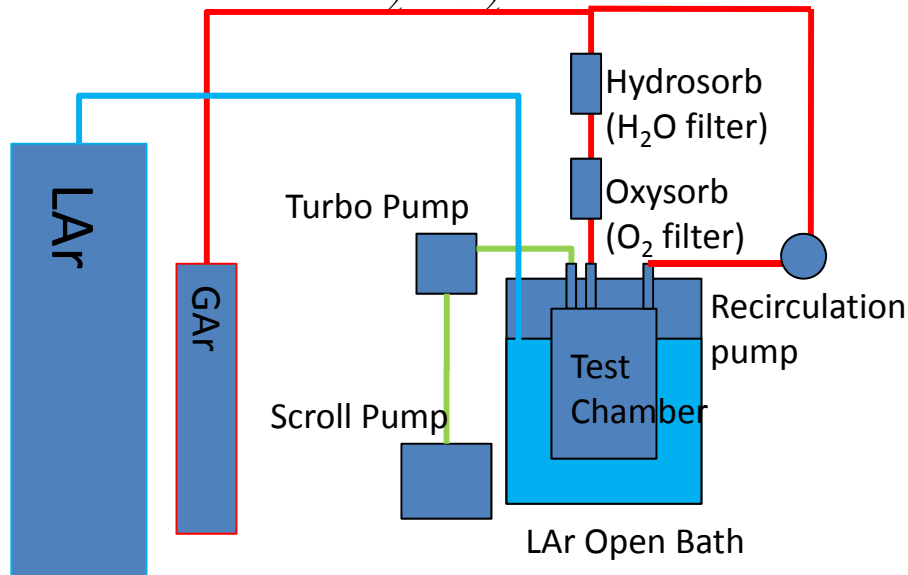 Hydrosorb
(H₂O filter)
LAr
Turbo Pump
Oxysorb
(O₂ filter)
GAr
Recirculation
pump
Test
Chamber
Scroll Pump
LAr Open Bath